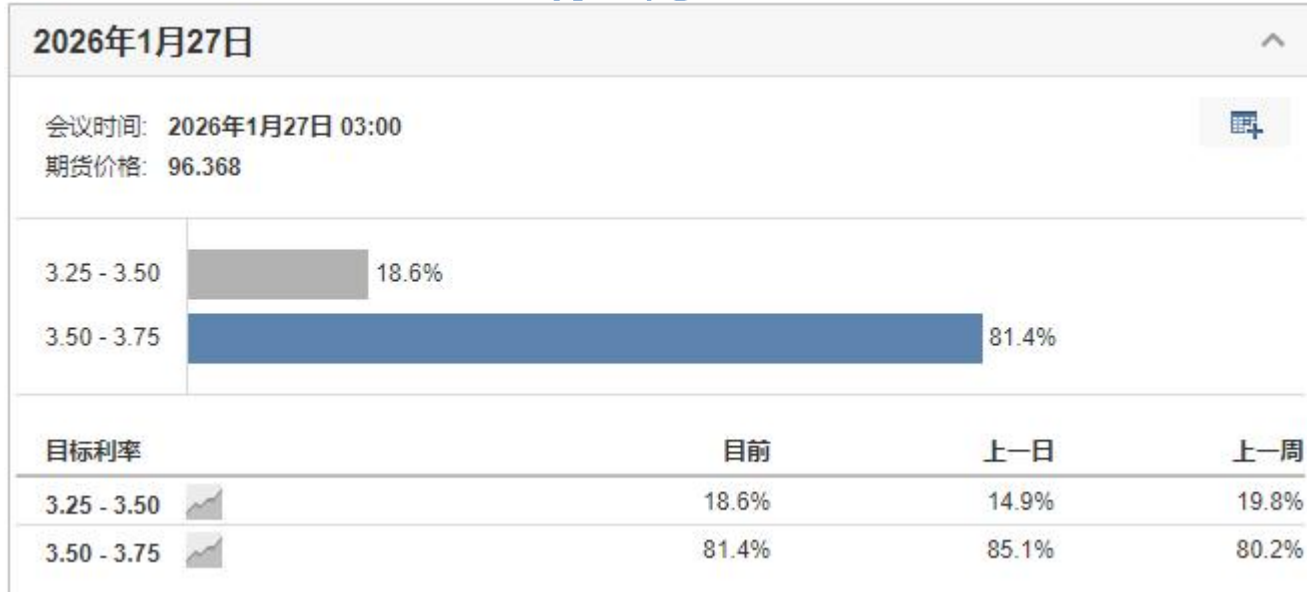 2026年1月27日
会议时间: 2026年1月27日 03:00
期货价格: 96.368
3.25 - 3.50 18.6%
3.50 - 3.75 81.4%
目标利率 目前 上一日 上一周
3.25 - 3.50 18.6% 14.9% 19.8%
3.50 - 3.75 81.4% 85.1% 80.2%